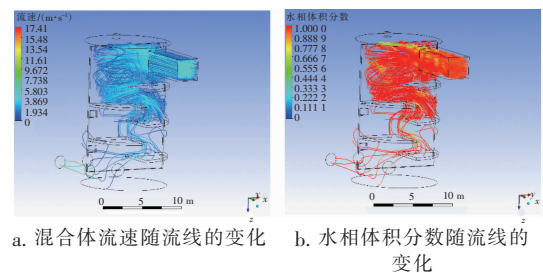 流速/(m·s⁻¹)
17.41
15.48
13.54
11.61
9.672
7.738
5.803
3.869
1.934
0
0 5 10 m
Y
x
z
a. 混合体流速随流线的变化
水相体积分数
1.000 0
0.888 9
0.777 8
0.666 7
0.555 6
0.444 4
0.333 3
0.222 2
0.111 1
0
0 5 10 m
Y
x
z
b. 水相体积分数随流线的
变化